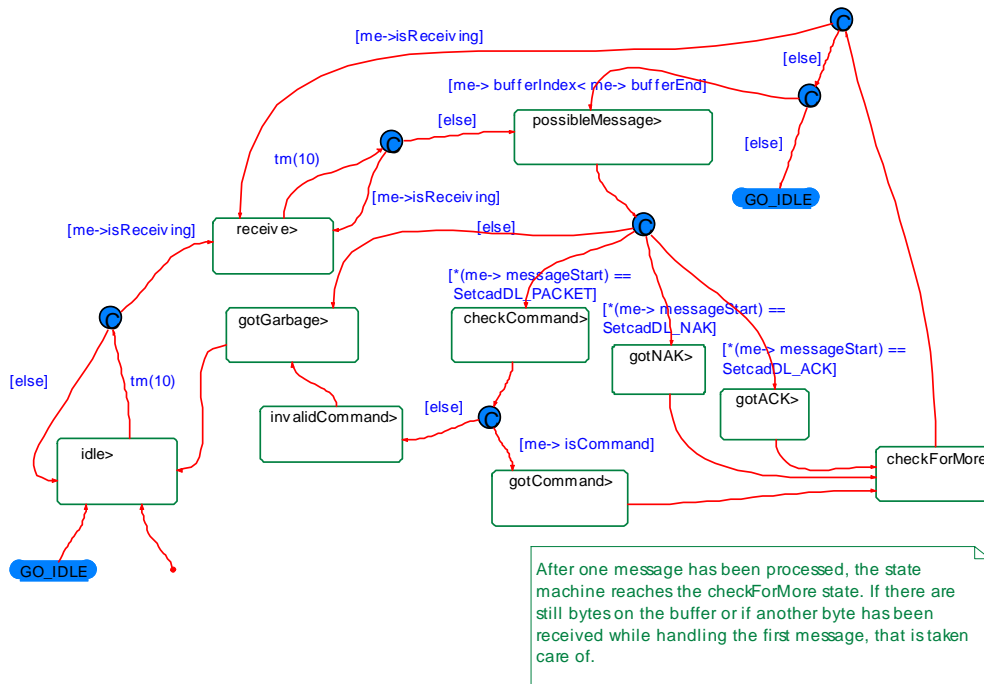 [me->isReceiving]
[else]
[me-> bufferIndex< me-> bufferEnd]
[else]
possibleMessage>
[else]
tm(10)
GO_IDLE
[me->isReceiving]
receive>
[else]
[me->isReceiving]
[*(me-> messageStart) ==
SetcadDL_PACKET]
checkCommand>
[*(me-> messageStart) ==
SetcadDL_NAK]
gotNAK>
[*(me-> messageStart) ==
SetcadDL_ACK]
gotACK>
gotGarbage>
[else]
tm(10)
invalidCommand>
[else]
[me-> isCommand]
gotCommand>
checkForMore
idle>
GO_IDLE
C
C
C
C
C
C
After one message has been processed, the state
machine reaches the checkForMore state. If there are
still bytes on the buffer or if another byte has been
received while handling the first message, that is taken
care of.